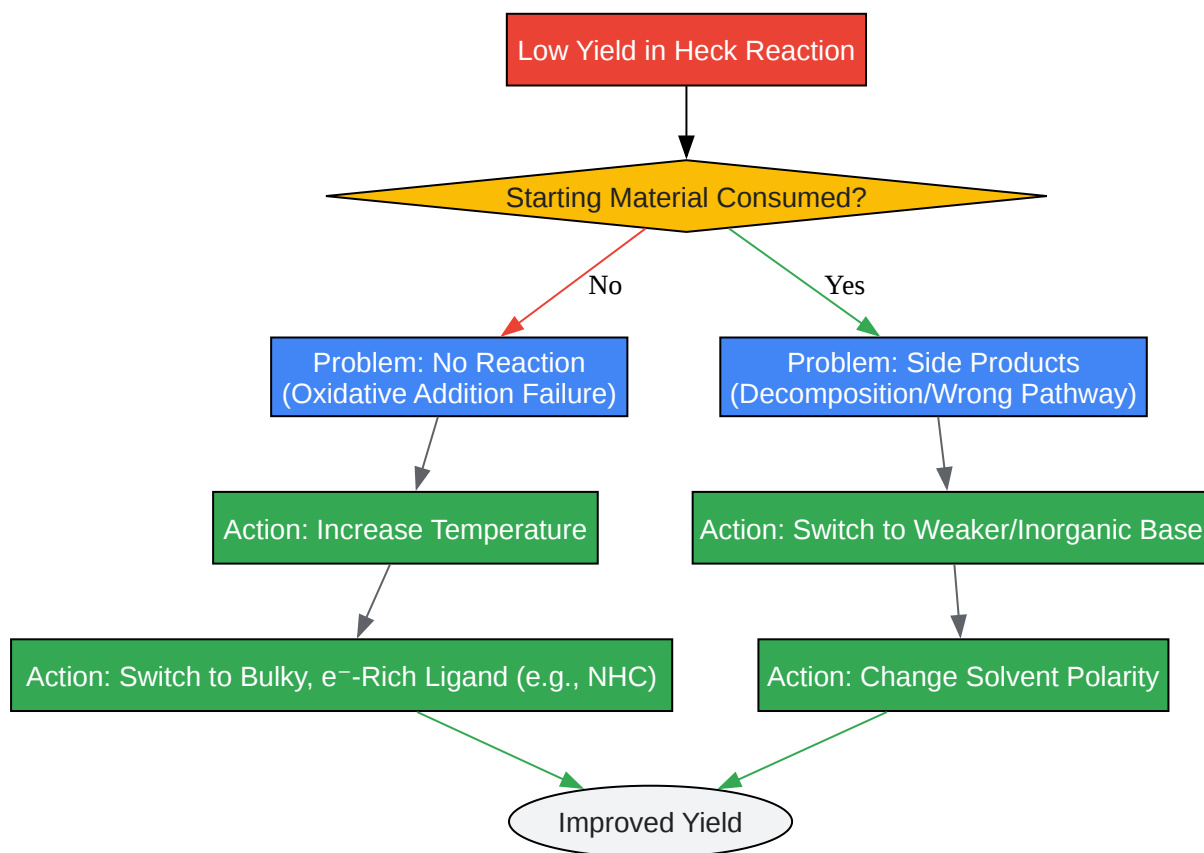 Low Yield in Heck Reaction
Starting Material Consumed?
No
Yes
Problem: No Reaction
(Oxidative Addition Failure)
Problem: Side Products
(Decomposition/Wrong Pathway)
Action: Increase Temperature
Action: Switch to Weaker/Inorganic Base
Action: Switch to Bulky, e⁻-Rich Ligand (e.g., NHC)
Action: Change Solvent Polarity
Improved Yield